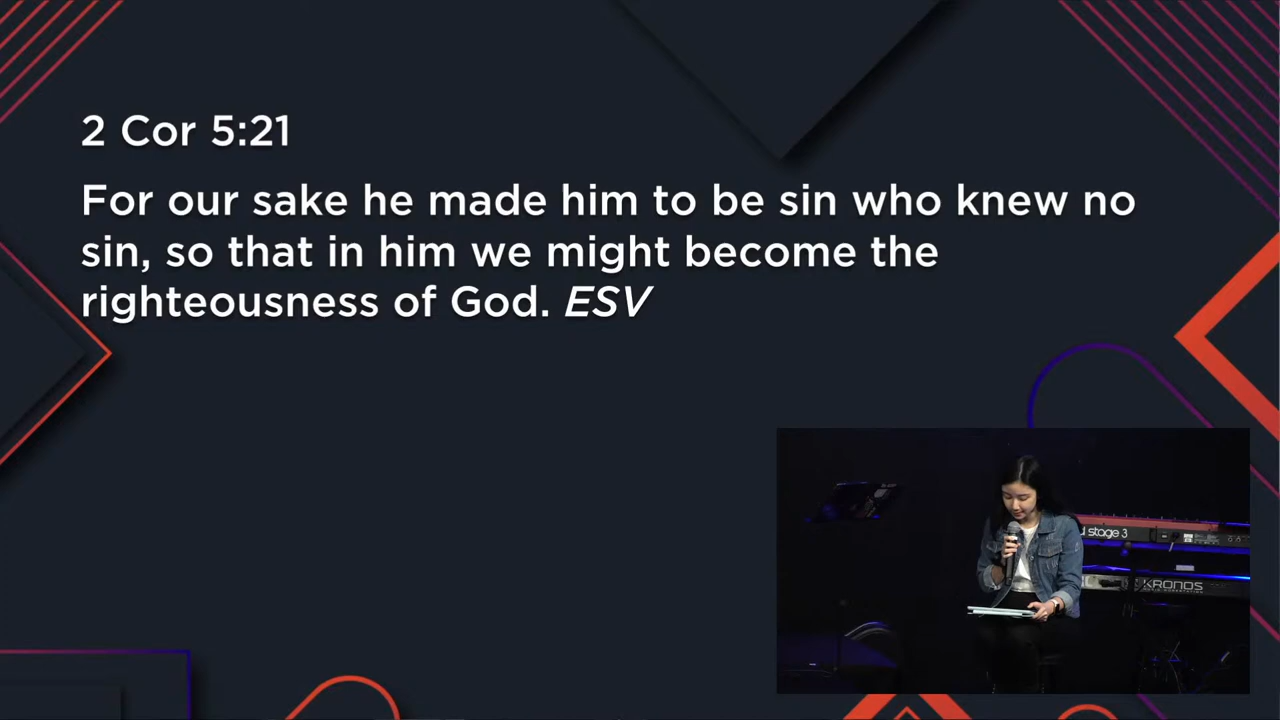 2 Cor 5:21
For our sake he made him to be sin who knew no
sin, so that in him we might become the
righteousness of God. ESV
d stage 3
KRONOS